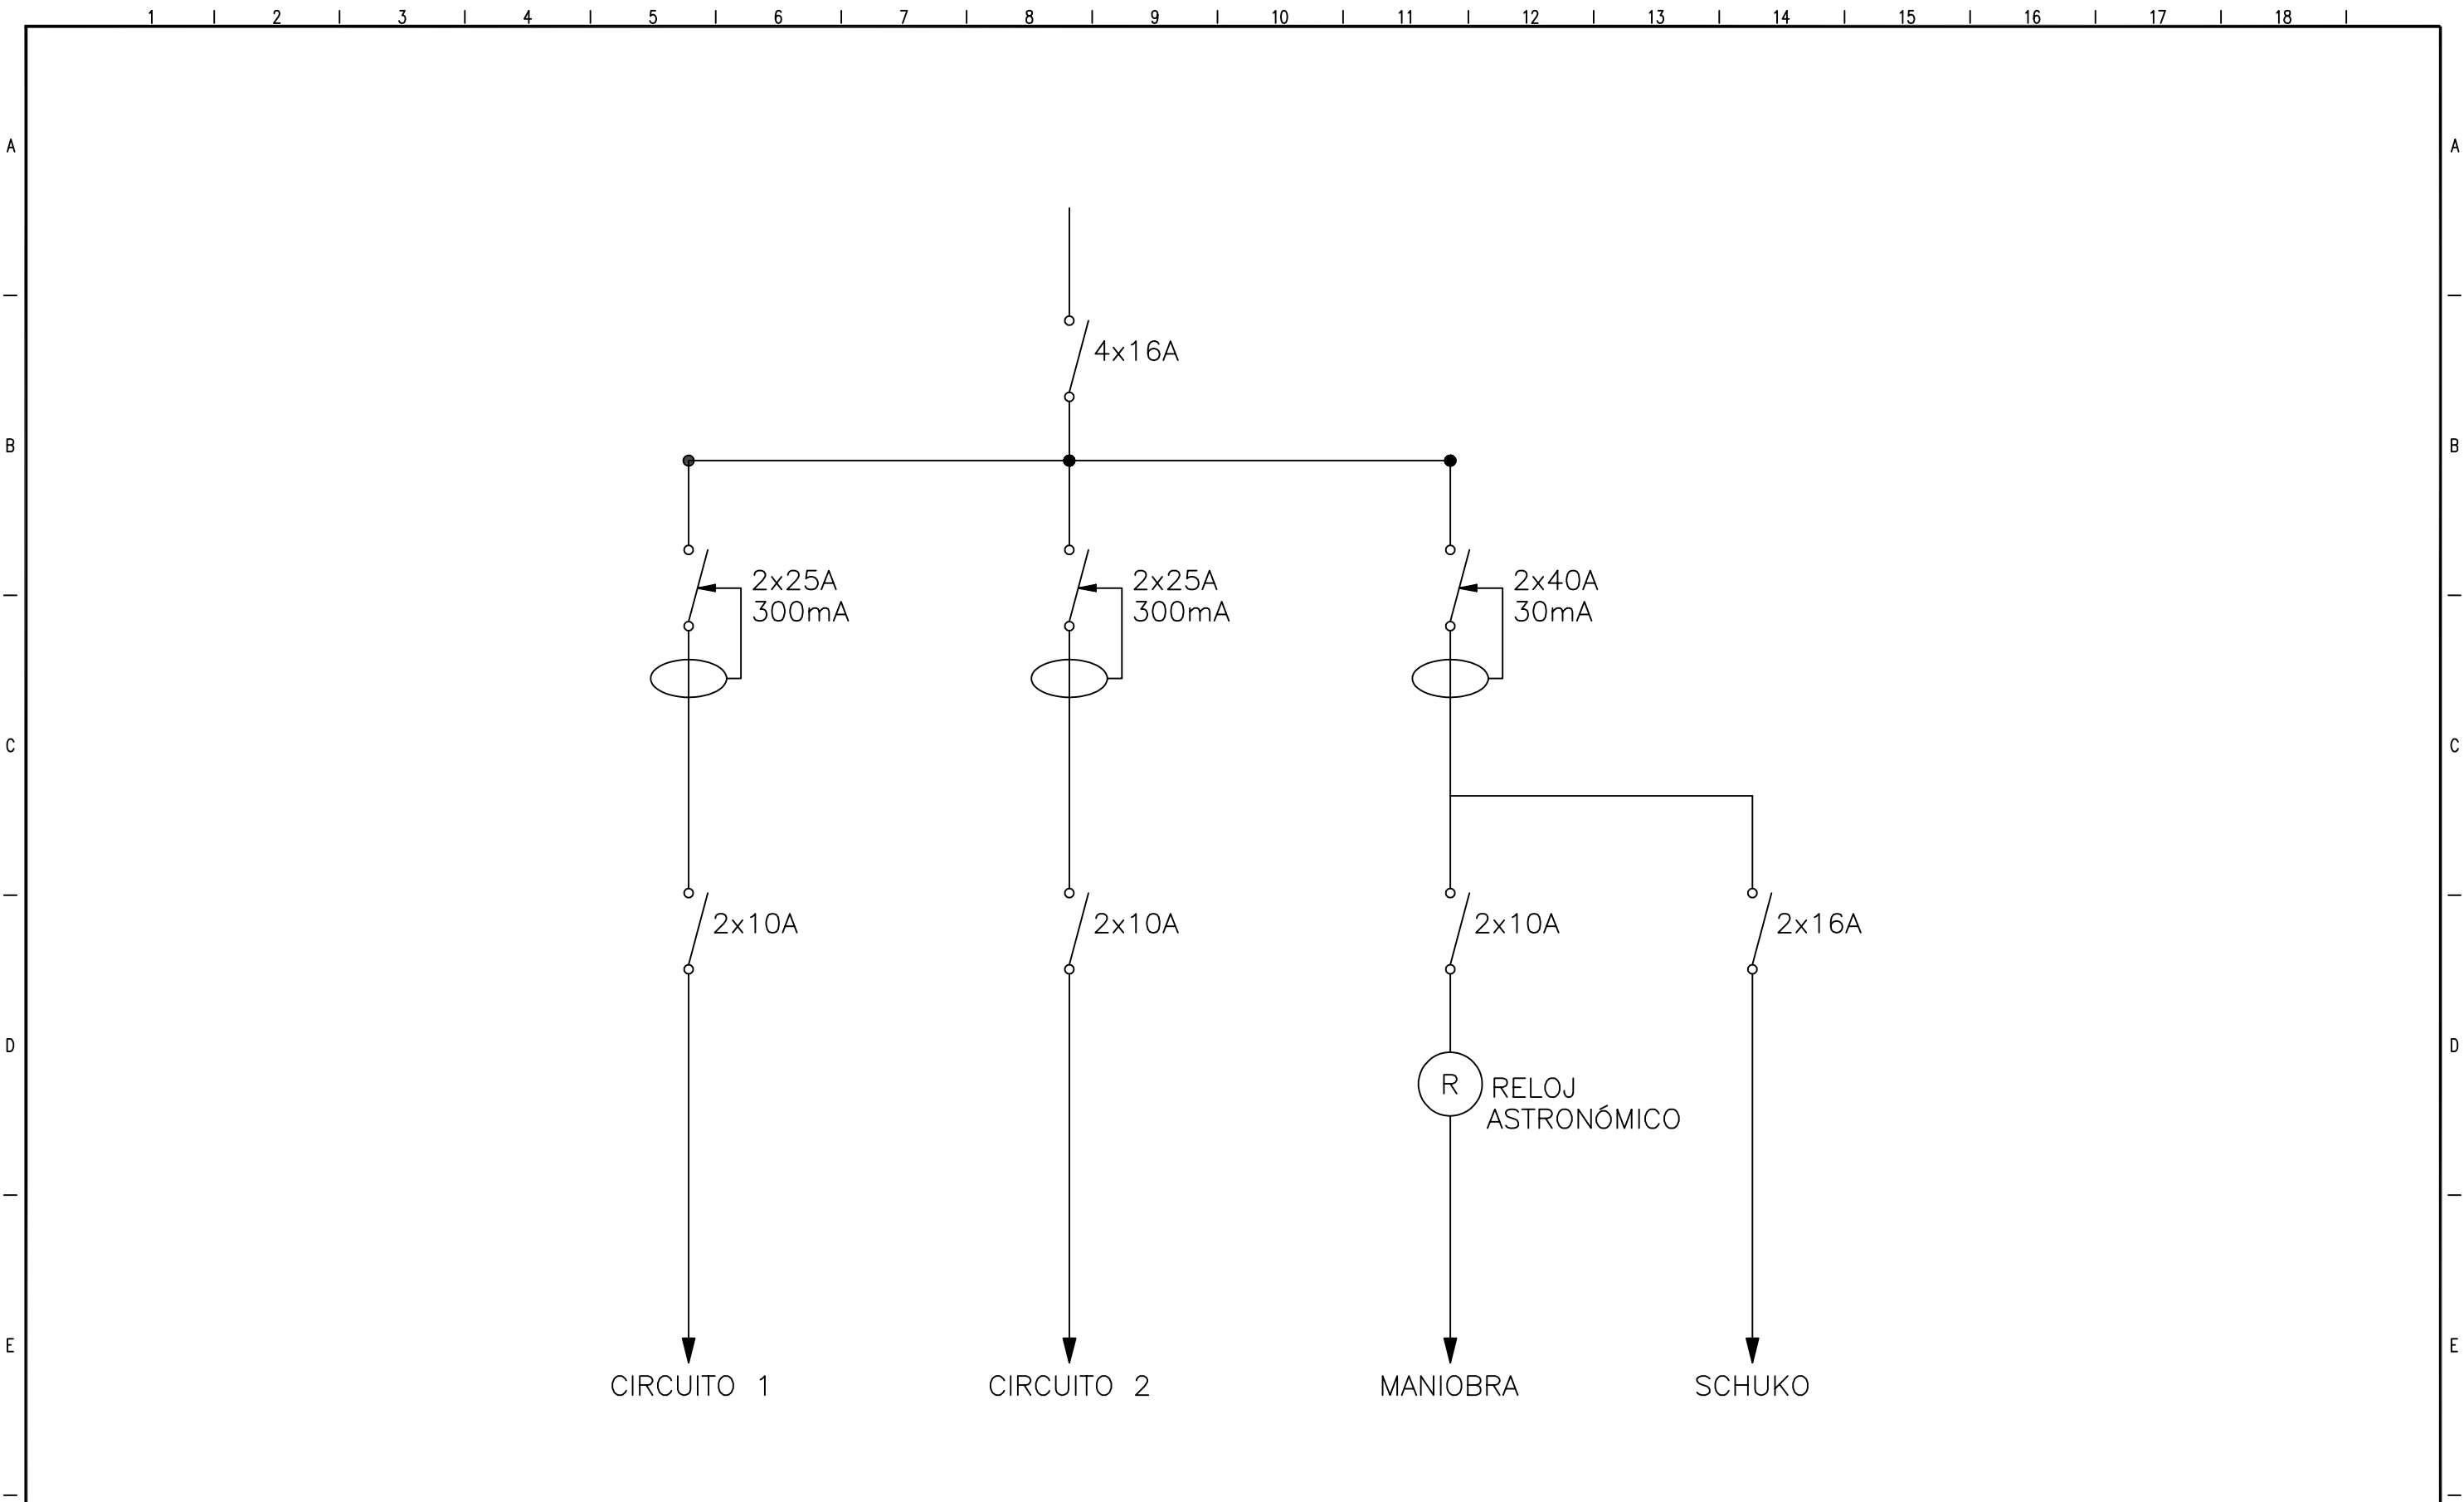 1 2 3 4 5 6 7 8 9 10 11 12 13 14 15 16 17 18
A A
4x16A
B B
2x25A 2x25A 2x40A
300mA 300mA 30mA
C C
2x10A 2x10A 2x10A 2x16A
D D
R RELOJ
ASTRONÓMICO
E E
CIRCUITO 1 CIRCUITO 2 MANIOBRA SCHUKO